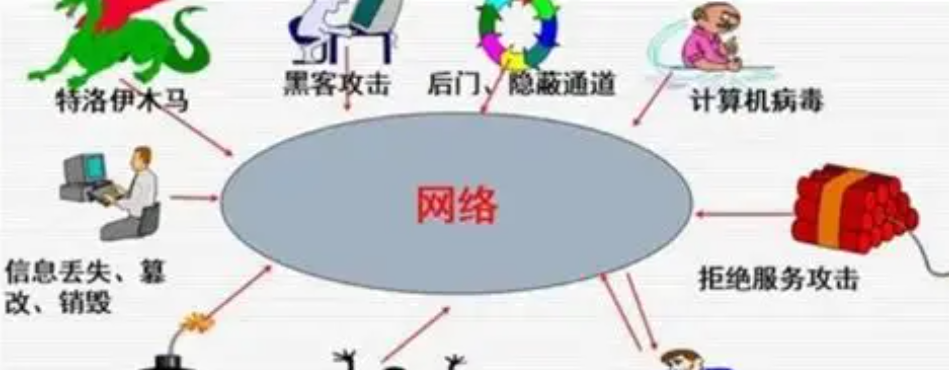 特洛伊木马
黑客攻击
后门、隐蔽通道
计算机病毒
网络
信息丢失、篡
改、销毁
拒绝服务攻击